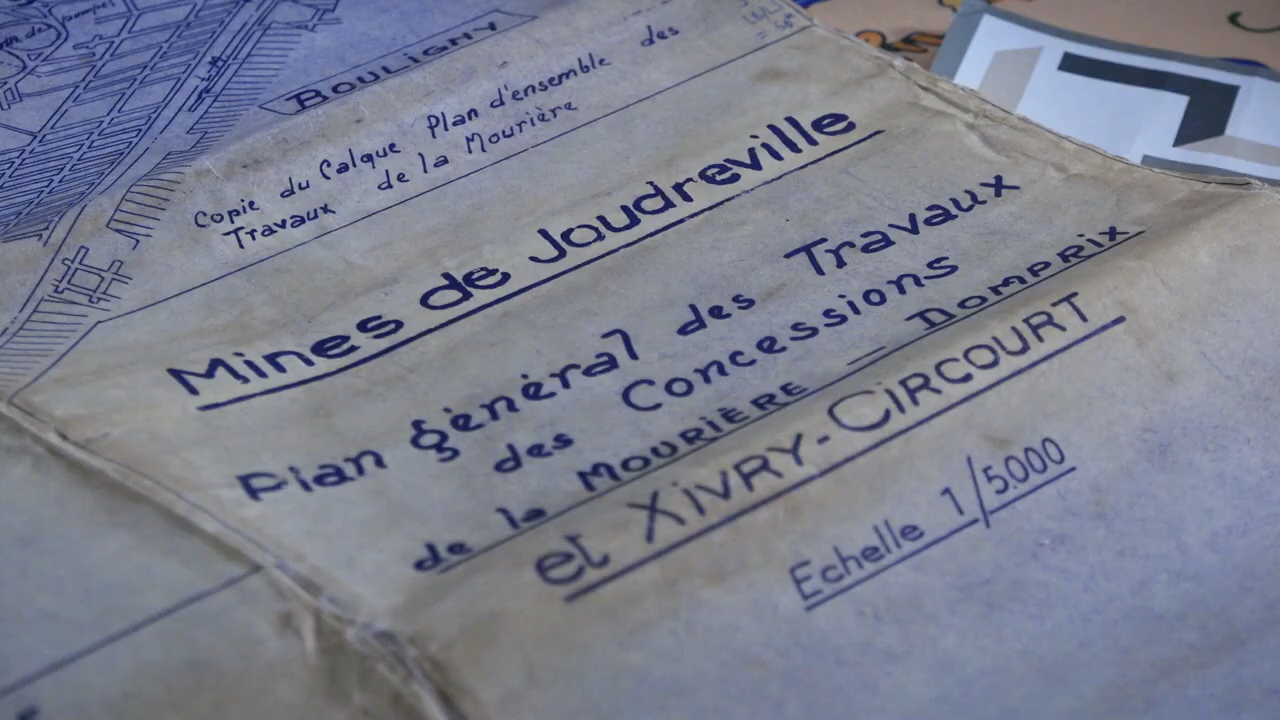 BOULIGNY
Copie du Calque Plan d'ensemble des
Travaux de la Mourière
Mines de Joudreville
Plan général des Travaux
des Concessions
de la MOURIÈRE — DOMPRIX
et XIVRY-CIRCOURT
Echelle 1/5.000